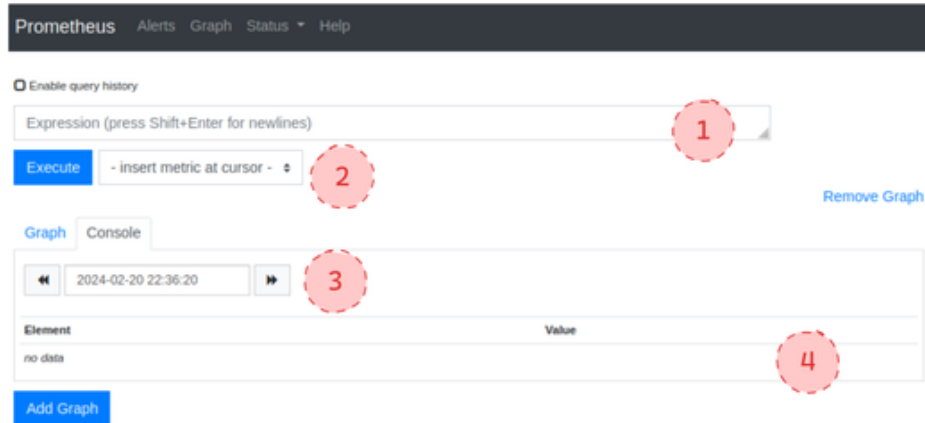 Prometheus Alerts Graph Status Help
Enable query history
Expression (press Shift+Enter for newlines)
1
Execute - insert metric at cursor -
2
Remove Graph
Graph Console
2024-02-20 22:36:20
3
Element Value
no data
4
Add Graph